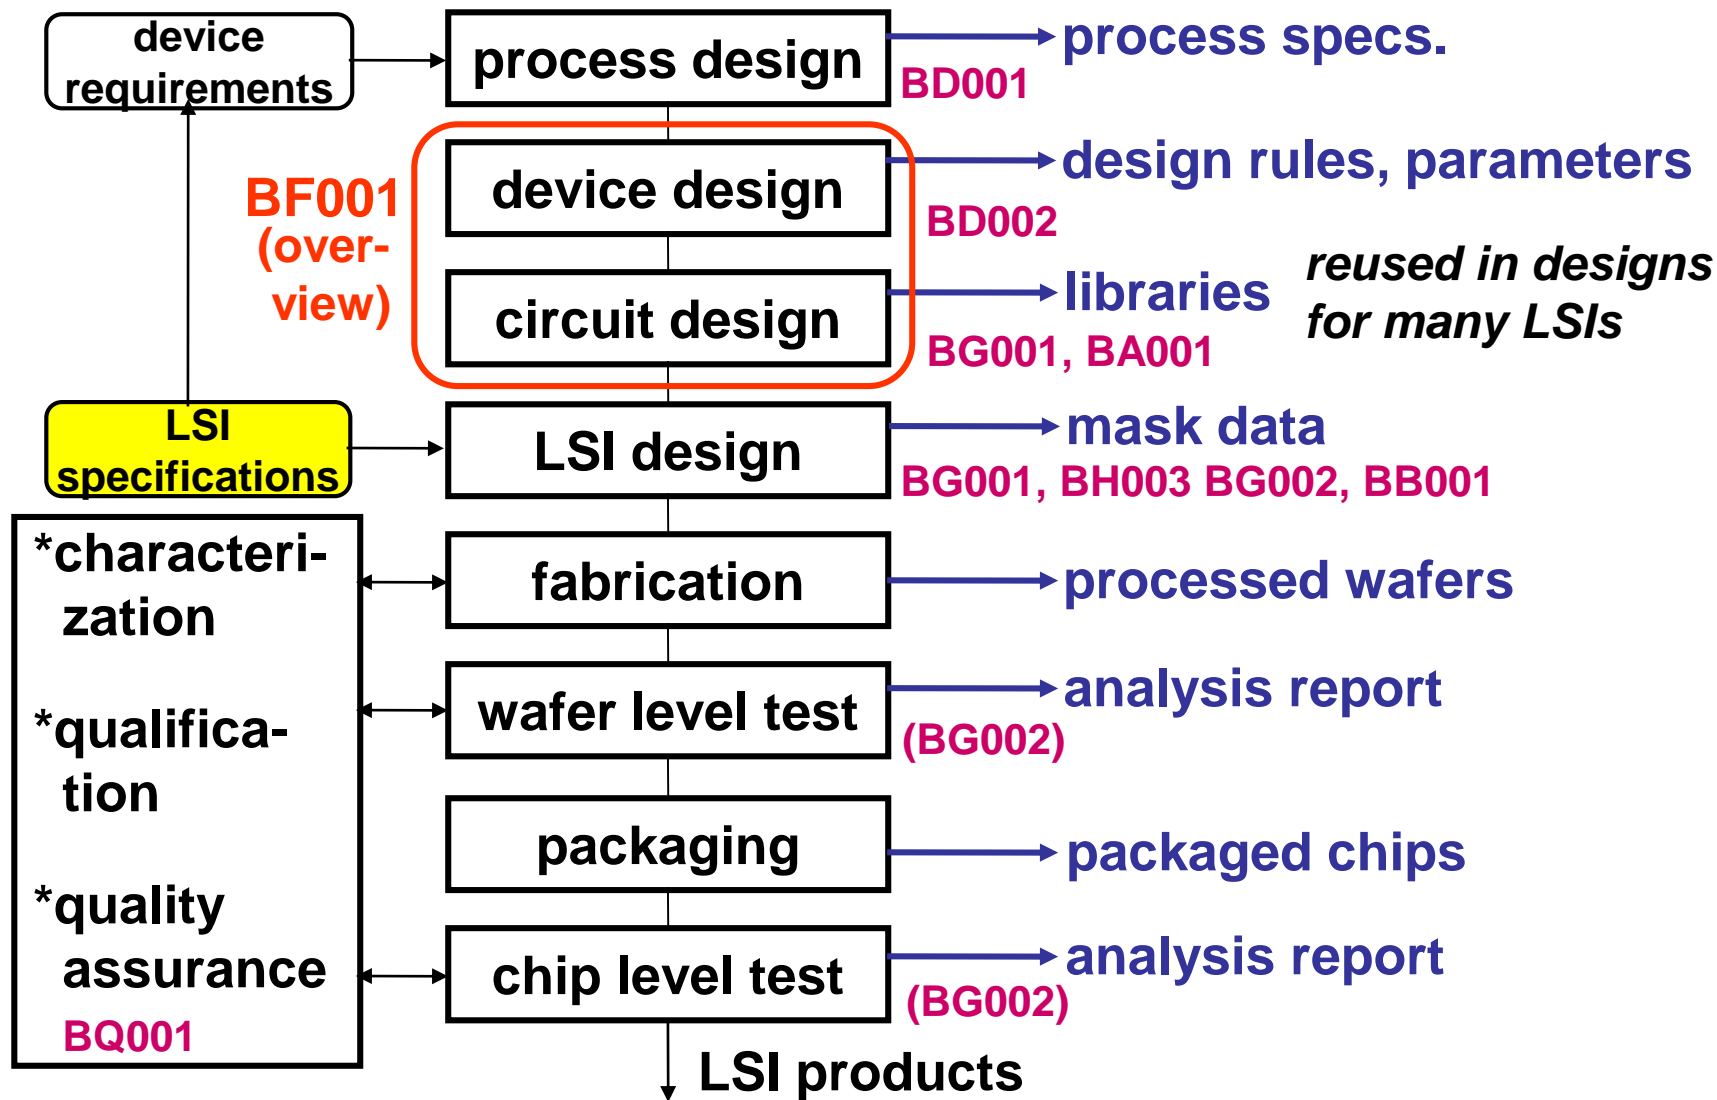 device
requirements
process design
process specs.
BD001
BF001
(over-
view)
device design
design rules, parameters
BD002
circuit design
libraries
BG001, BA001
reused in designs
for many LSIs
LSI
specifications
LSI design
mask data
BG001, BH003 BG002, BB001
*characteri-
zation
*qualifica-
tion
*quality
assurance
BQ001
fabrication
processed wafers
wafer level test
analysis report
(BG002)
packaging
packaged chips
chip level test
analysis report
(BG002)
LSI products